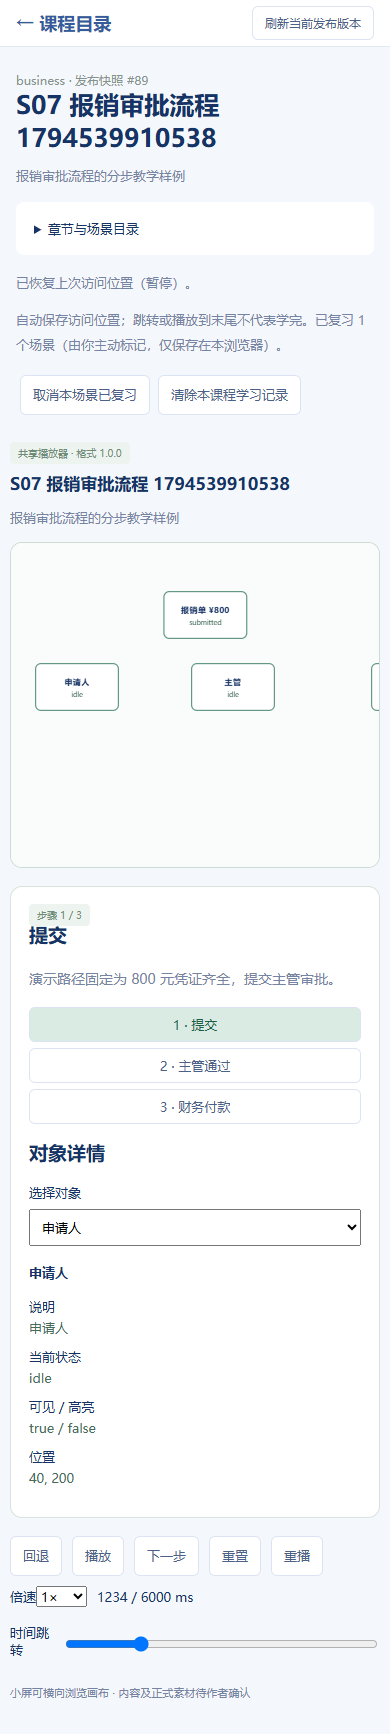 ← 课程目录
刷新当前发布版本
business · 发布快照 #89
S07 报销审批流程
1794539910538
报销审批流程的分步教学样例
▶ 章节与场景目录
已恢复上次访问位置（暂停）。
自动保存访问位置；跳转或播放到末尾不代表学完。已复习 1
个场景（由你主动标记，仅保存在本浏览器）。
取消本场景已复习
清除本课程学习记录
共享播放器 · 格式 1.0.0
S07 报销审批流程 1794539910538
报销审批流程的分步教学样例
报销单 ¥800
submitted
申请人
idle
主管
idle
步骤 1 / 3
提交
演示路径固定为 800 元凭证齐全，提交主管审批。
1 · 提交
2 · 主管通过
3 · 财务付款
对象详情
选择对象
申请人
申请人
说明
申请人
当前状态
idle
可见 / 高亮
true / false
位置
40, 200
回退
播放
下一步
重置
重播
倍速
1×
1234 / 6000 ms
时间跳
转
小屏可横向浏览画布 · 内容及正式素材待作者确认